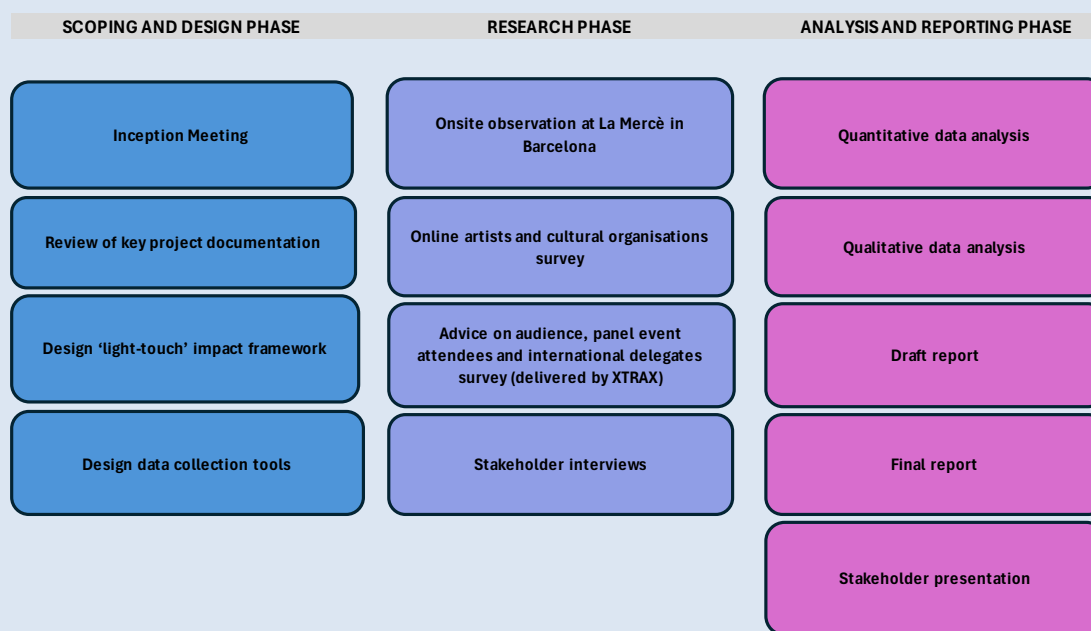 SCOPING AND DESIGN PHASE
Inception Meeting
Review of key project documentation
Design ‘light-touch’ impact framework
Design data collection tools
RESEARCH PHASE
Onsite observation at La Mercè in
Barcelona
Online artists and cultural organisations
survey
Advice on audience, panel event
attendees and international delegates
survey (delivered by XTRAX)
Stakeholder interviews
ANALYSIS AND REPORTING PHASE
Quantitative data analysis
Qualitative data analysis
Draft report
Final report
Stakeholder presentation